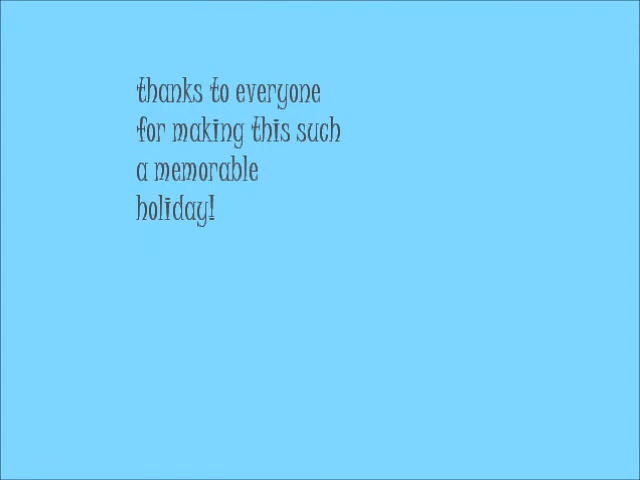 thanks to everyone
for making this such
a memorable
holiday!